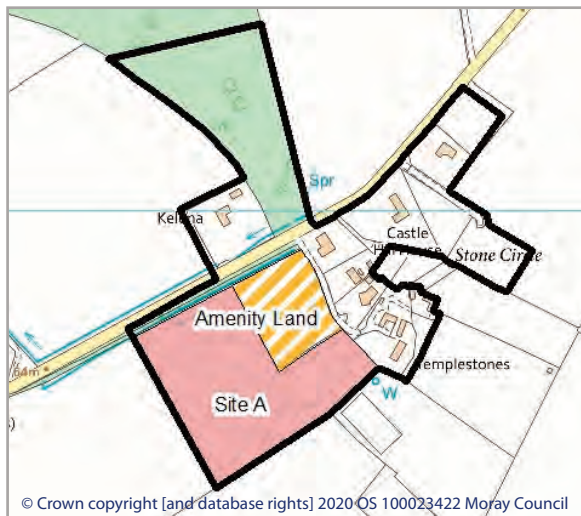 Spr
Kelena
Castle
Stone Circle
Amenity Land
Templestones
64m
W
Site A
)
© Crown copyright [and database rights] 2020 OS 100023422 Moray Council